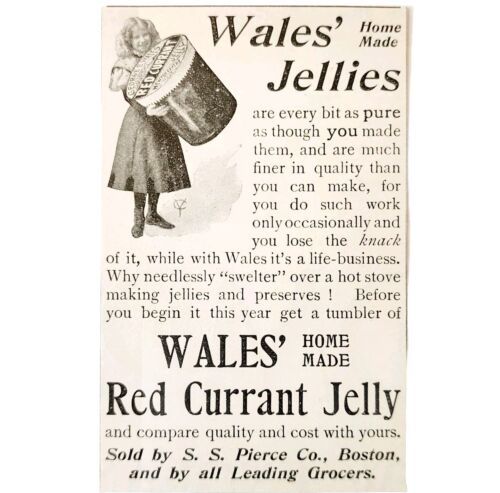 Wales' Home Made
Jellies
RED CURRANT
are every bit as pure
as though you made
them, and are much
finer in quality than
you can make, for
you do such work
only occasionally and
you lose the knack
of it, while with Wales it's a life-business.
Why needlessly "swelter" over a hot stove
making jellies and preserves! Before
you begin it this year get a tumbler of
WALES' HOME MADE
Red Currant Jelly
and compare quality and cost with yours.
Sold by S. S. Pierce Co., Boston,
and by all Leading Grocers.